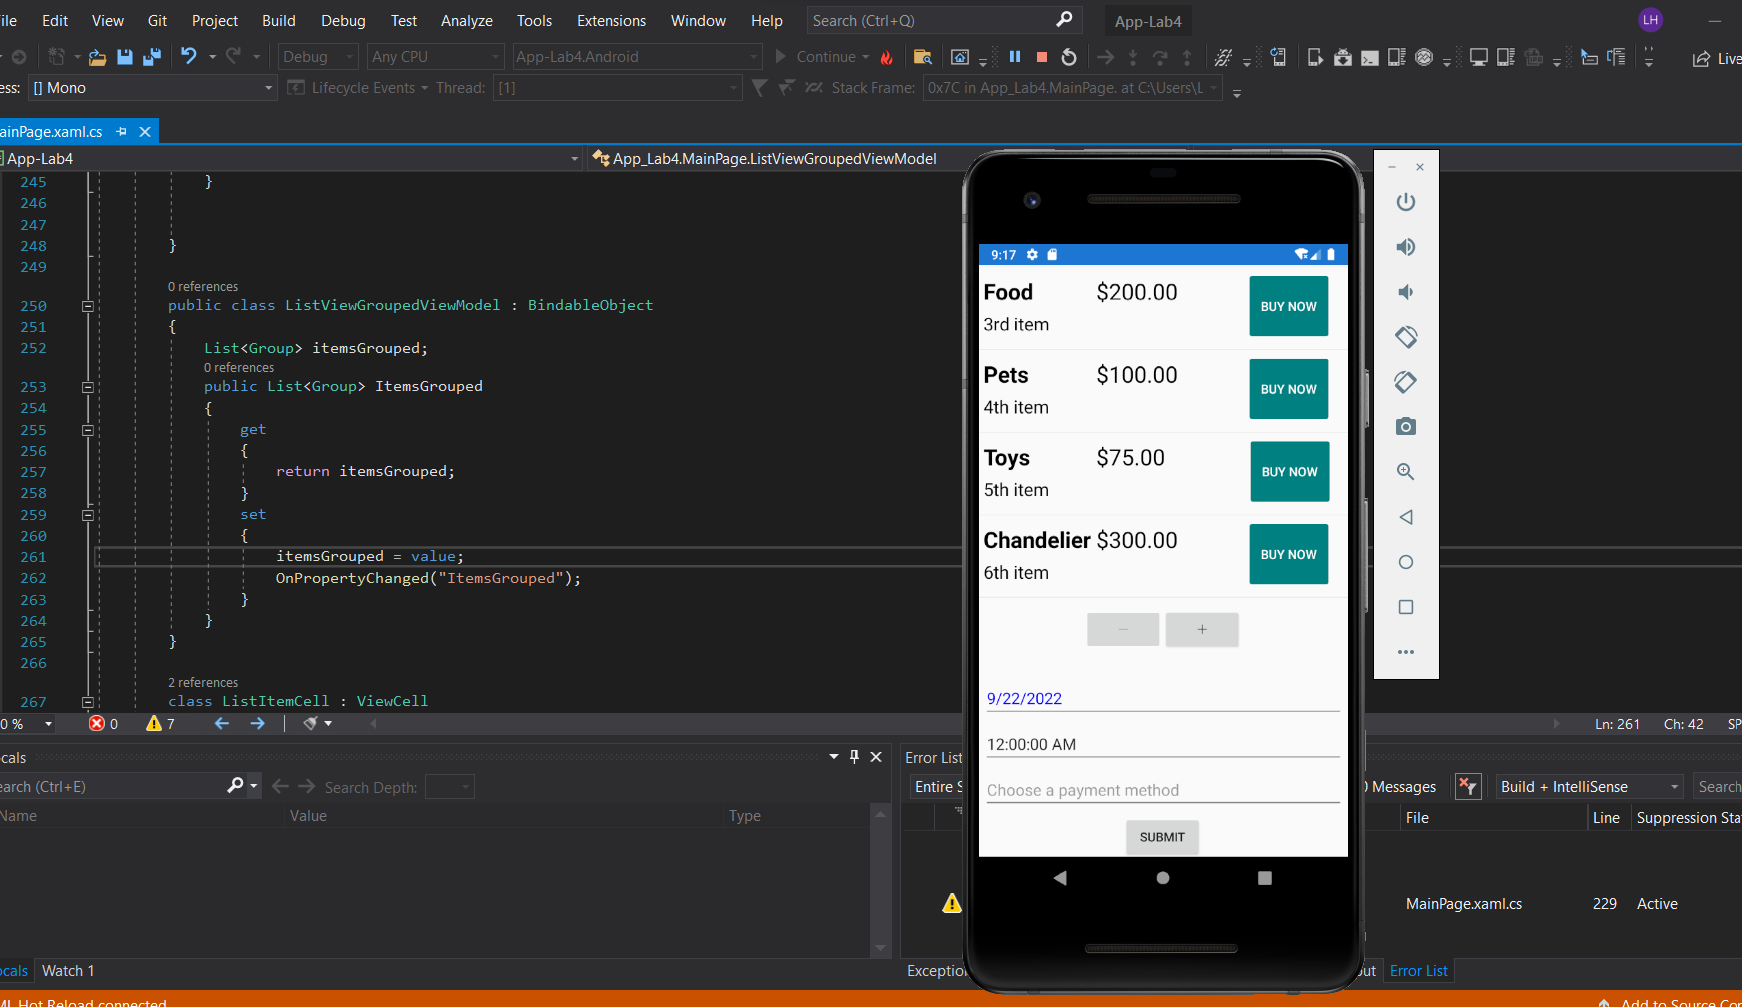 ile Edit View Git Project Build Debug Test Analyze Tools Extensions Window Help Search (Ctrl+Q) App-Lab4 LH
Debug Any CPU App-Lab4.Android Continue Live
ess: [] Mono Lifecycle Events Thread: [1] Stack Frame: 0x7C in App_Lab4.MainPage. at C:\Users\L
ainPage.xaml.cs
App-Lab4 App_Lab4.MainPage.ListViewGroupedViewModel
245 }
246
247
248 }
249
0 references
250 public class ListViewGroupedViewModel : BindableObject
251 {
252 List<Group> itemsGrouped;
0 references
253 public List<Group> ItemsGrouped
254 {
255 get
256 {
257 return itemsGrouped;
258 }
259 set
260 {
261 itemsGrouped = value;
262 OnPropertyChanged("ItemsGrouped");
263 }
264 }
265 }
266
2 references
267 class ListItemCell : ViewCell
0 % 0 7 Ln: 261 Ch: 42 SP
9:17
Food $200.00 BUY NOW
3rd item
Pets $100.00 BUY NOW
4th item
Toys $75.00 BUY NOW
5th item
Chandelier $300.00 BUY NOW
6th item
− +
9/22/2022
12:00:00 AM
Choose a payment method
SUBMIT
ocals
earch (Ctrl+E) Search Depth:
Name Value Type
ocals Watch 1
Error List
Entire S 0 Messages Build + IntelliSense Search
File Line Suppression Sta
MainPage.xaml.cs 229 Active
Exceptio ut Error List
ML Hot Reload connected Add to Source Con